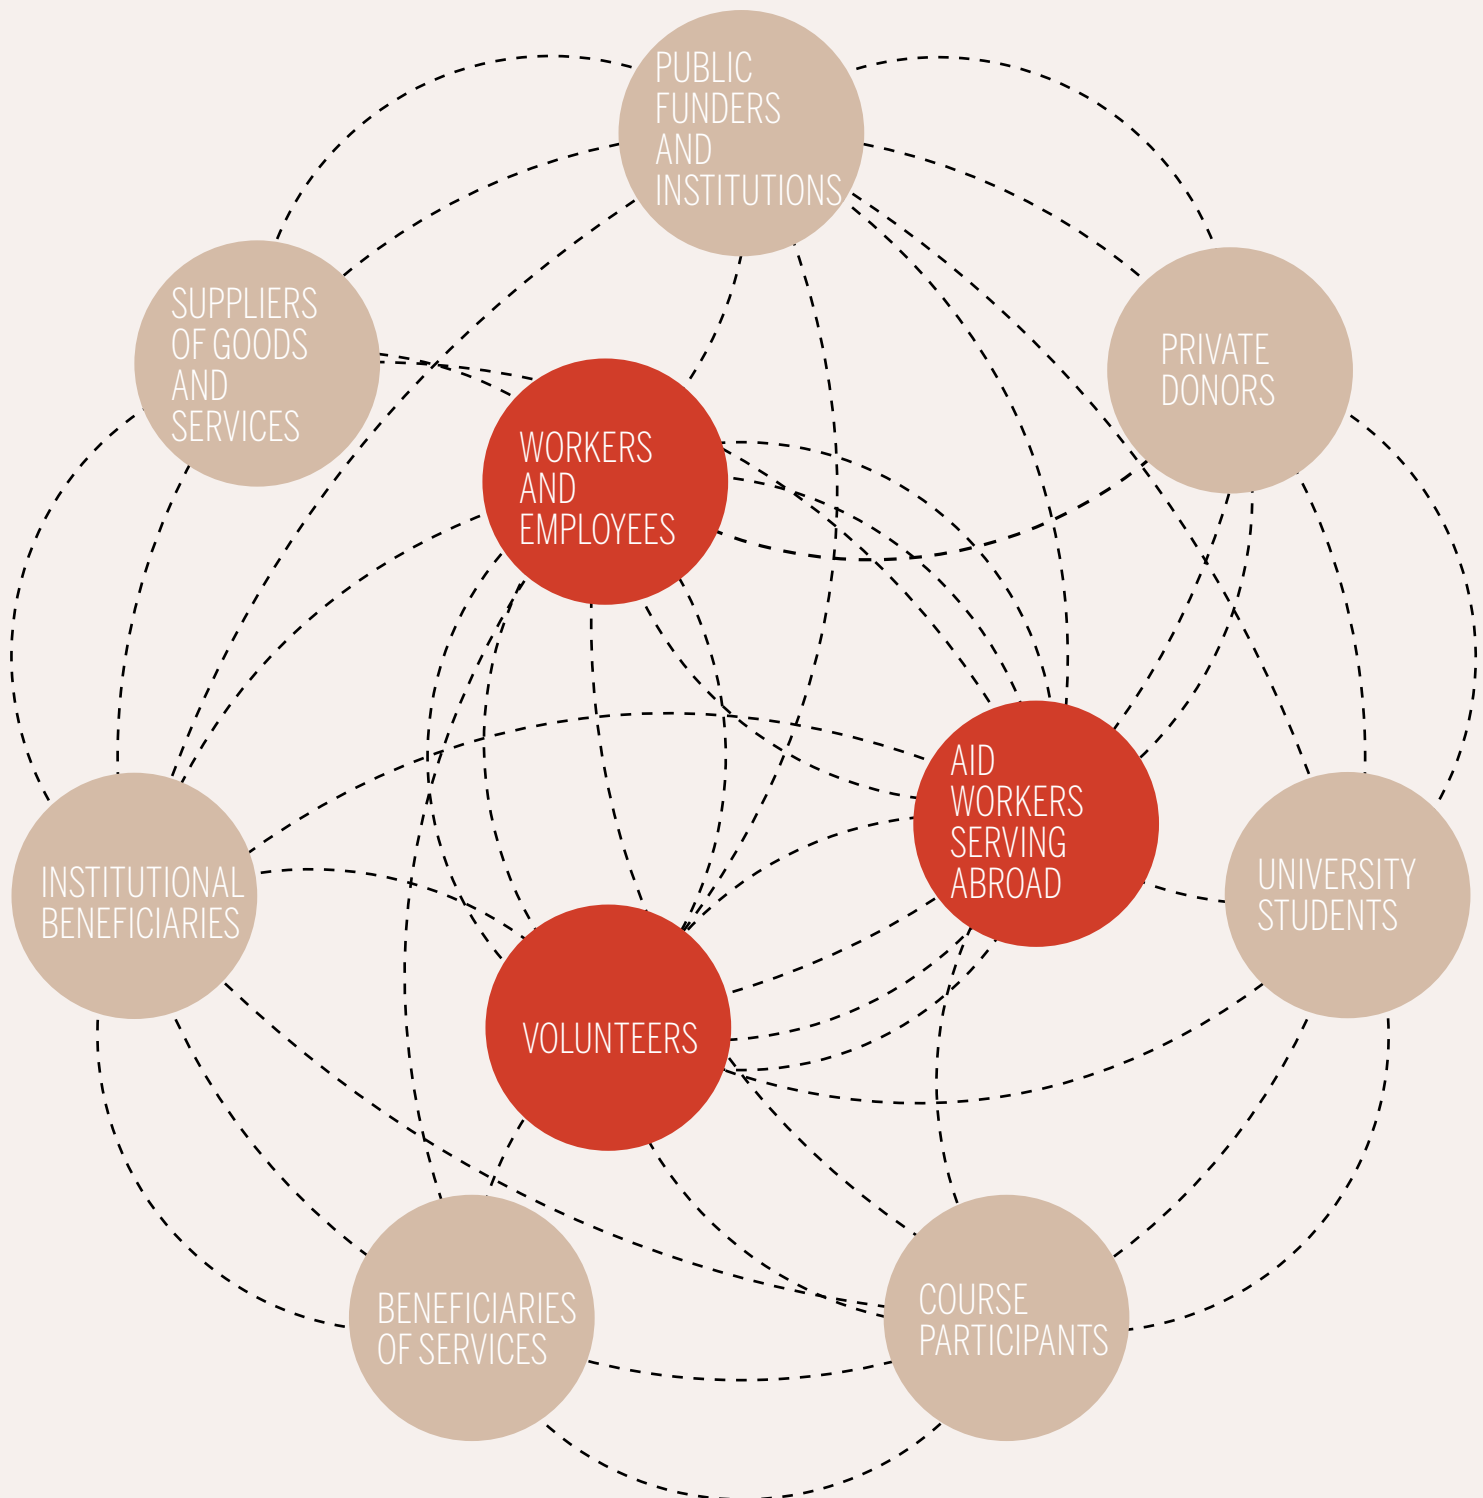 PUBLIC
FUNDERS
AND
INSTITUTIONS
SUPPLIERS
OF GOODS
AND
SERVICES
PRIVATE
DONORS
WORKERS
AND
EMPLOYEES
AID
WORKERS
SERVING
ABROAD
INSTITUTIONAL
BENEFICIARIES
UNIVERSITY
STUDENTS
VOLUNTEERS
BENEFICIARIES
OF SERVICES
COURSE
PARTICIPANTS